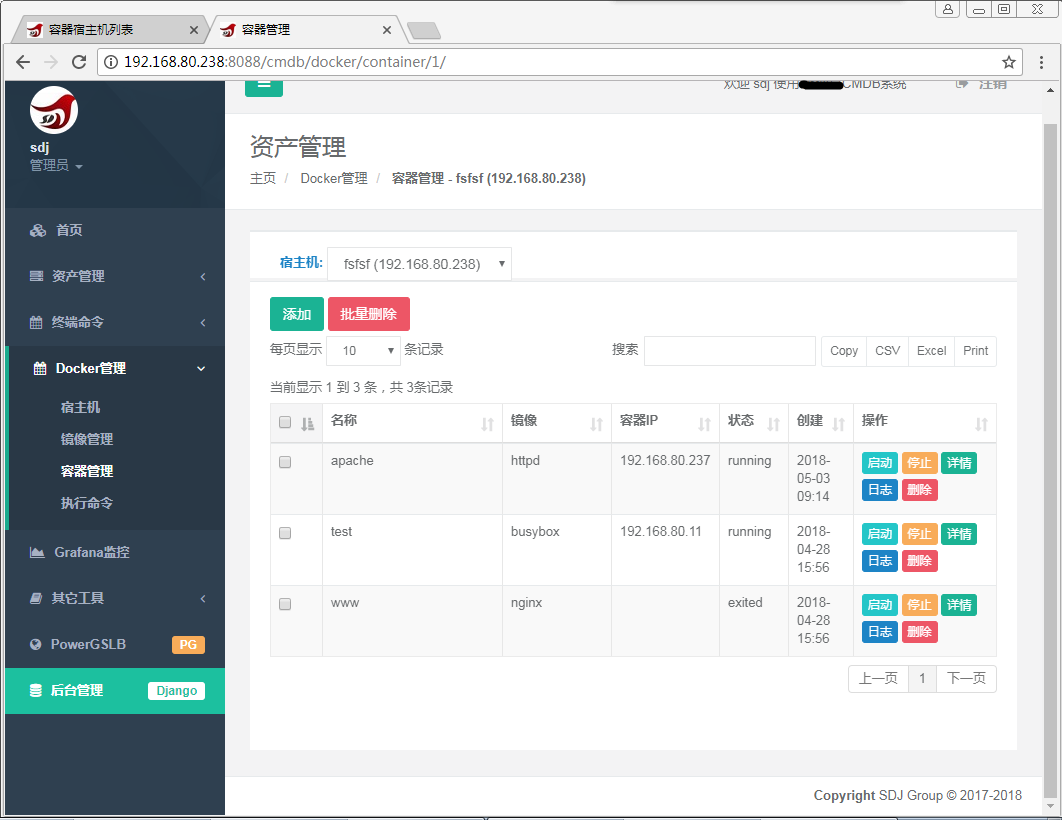 容器宿主机列表
容器管理
192.168.80.238:8088/cmdb/docker/container/1/
欢迎 sdj 使用 CMDB系统
注销
sdj
管理员
首页
资产管理
终端命令
Docker管理
宿主机
镜像管理
容器管理
执行命令
Grafana监控
其它工具
PowerGSLB PG
后台管理 Django
资产管理
主页 / Docker管理 / 容器管理 - fsfsf (192.168.80.238)
宿主机: fsfsf (192.168.80.238)
添加 批量删除
每页显示 10 条记录 搜索 Copy CSV Excel Print
当前显示 1 到 3 条，共 3条记录
名称 镜像 容器IP 状态 创建 操作
apache httpd 192.168.80.237 running 2018-
05-03
09:14
启动 停止 详情
日志 删除
test busybox 192.168.80.11 running 2018-
04-28
15:56
启动 停止 详情
日志 删除
www nginx exited 2018-
04-28
15:56
启动 停止 详情
日志 删除
上一页 1 下一页
Copyright SDJ Group © 2017-2018